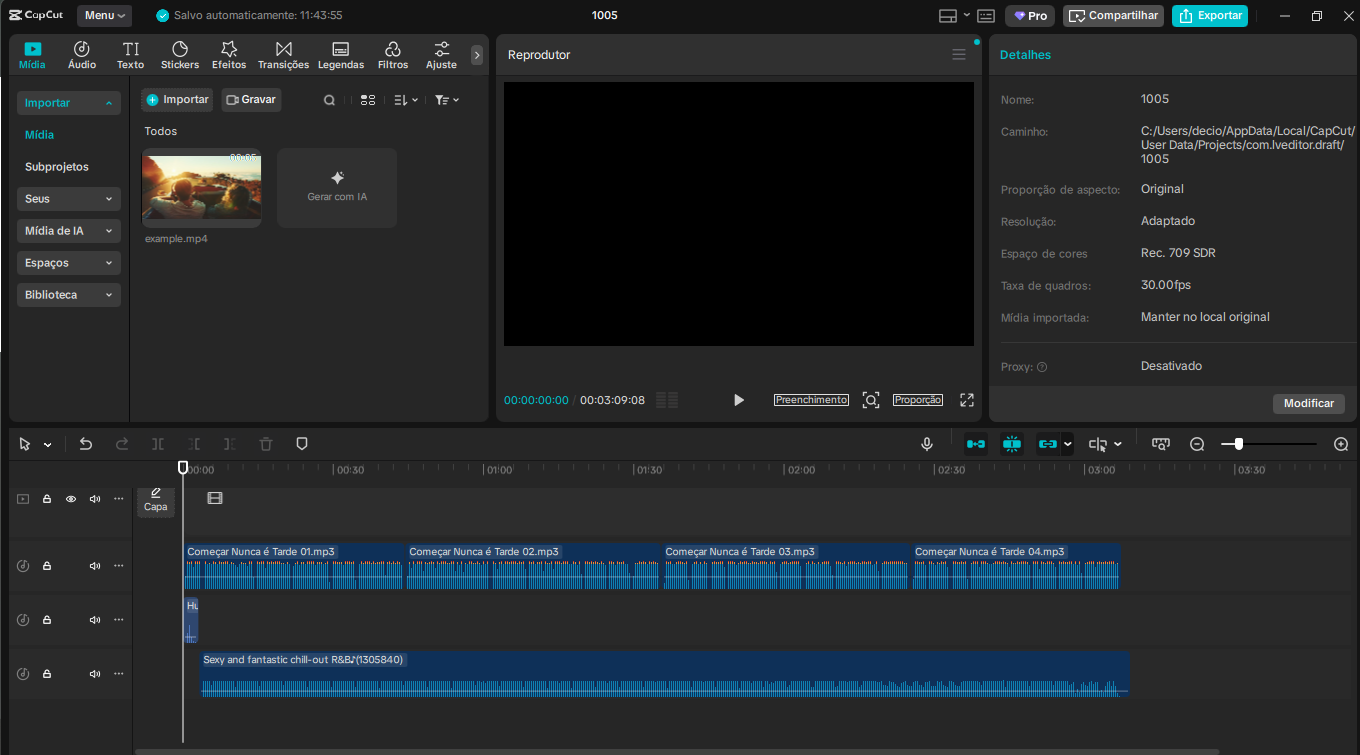 CapCut
Menu
Salvo automaticamente: 11:43:55
1005
Pro
Compartilhar
Exportar
Mídia
Áudio
Texto
Stickers
Efeitos
Transições
Legendas
Filtros
Ajuste
Importar
Mídia
Subprojetos
Seus
Mídia de IA
Espaços
Biblioteca
Importar
Gravar
Todos
00:05
example.mp4
Gerar com IA
Reprodutor
00:00:00:00 / 00:03:09:08
Preenchimento
Proporção
Detalhes
Nome: 1005
Caminho: C:/Users/decio/AppData/Local/CapCut/
User Data/Projects/com.lveditor.draft/
1005
Proporção de aspecto: Original
Resolução: Adaptado
Espaço de cores Rec. 709 SDR
Taxa de quadros: 30.00fps
Mídia importada: Manter no local original
Proxy: Desativado
Modificar
00:00 00:30 01:00 01:30 02:00 02:30 03:00 03:30
Capa
Começar Nunca é Tarde 01.mp3 Começar Nunca é Tarde 02.mp3 Começar Nunca é Tarde 03.mp3 Começar Nunca é Tarde 04.mp3
Hu
Sexy and fantastic chill-out R&B♪(1305840)